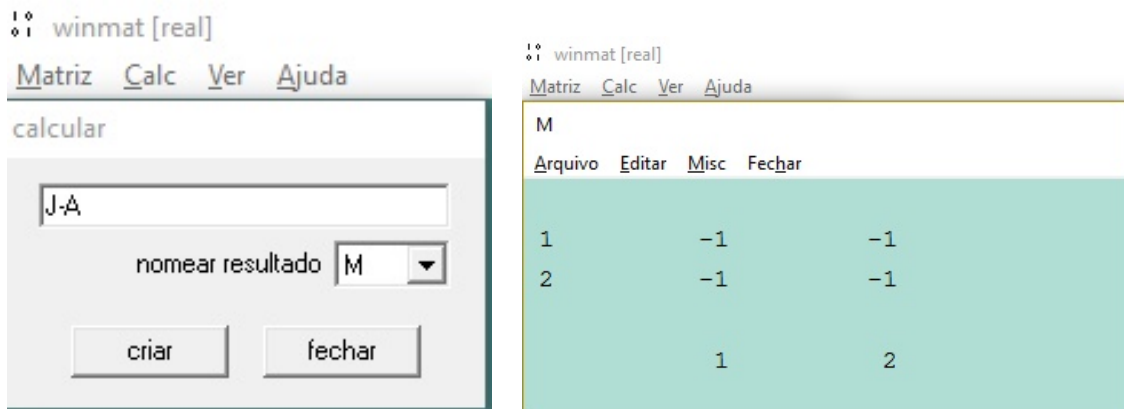 winmat [real]
Matriz Calc Ver Ajuda
calcular
J-A
nomear resultado M
criar fechar
winmat [real]
Matriz Calc Ver Ajuda
M
Arquivo Editar Misc Fechar
1 -1 -1
2 -1 -1
1 2